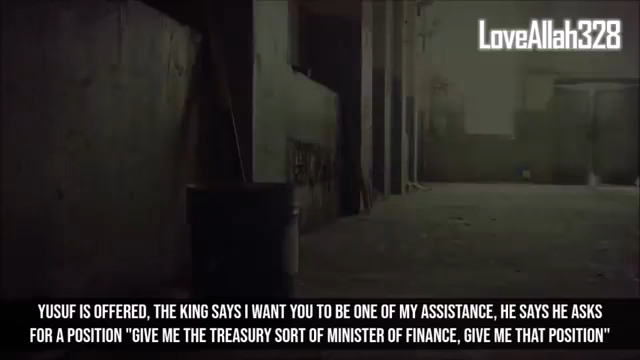 LoveAllah328
YUSUF IS OFFERED, THE KING SAYS I WANT YOU TO BE ONE OF MY ASSISTANCE, HE SAYS HE ASKS
FOR A POSITION "GIVE ME THE TREASURY SORT OF MINISTER OF FINANCE, GIVE ME THAT POSITION"